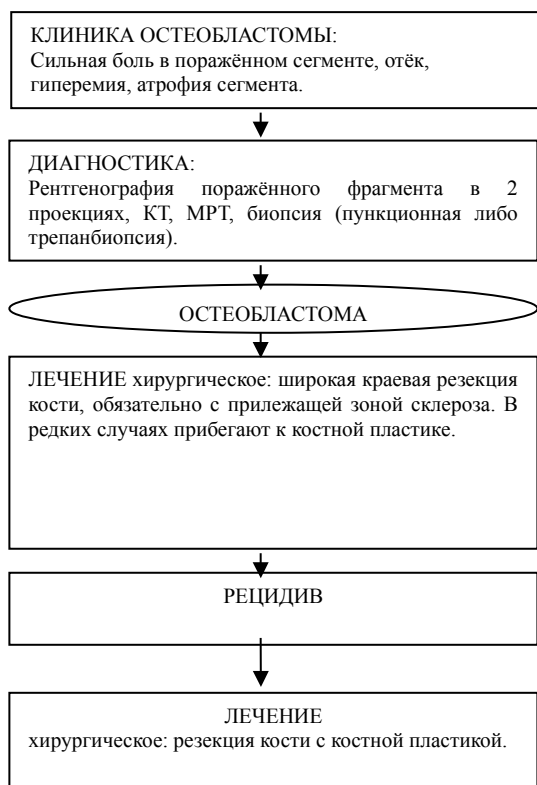 КЛИНИКА ОСТЕОБЛАСТОМЫ:
Сильная боль в поражённом сегменте, отёк,
гиперемия, атрофия сегмента.
ДИАГНОСТИКА:
Рентгенография поражённого фрагмента в 2
проекциях, КТ, МРТ, биопсия (пункционная либо
трепанбиопсия).
ОСТЕОБЛАСТОМА
ЛЕЧЕНИЕ хирургическое: широкая краевая резекция
кости, обязательно с прилежащей зоной склероза. В
редких случаях прибегают к костной пластике.
РЕЦИДИВ
ЛЕЧЕНИЕ
хирургическое: резекция кости с костной пластикой.